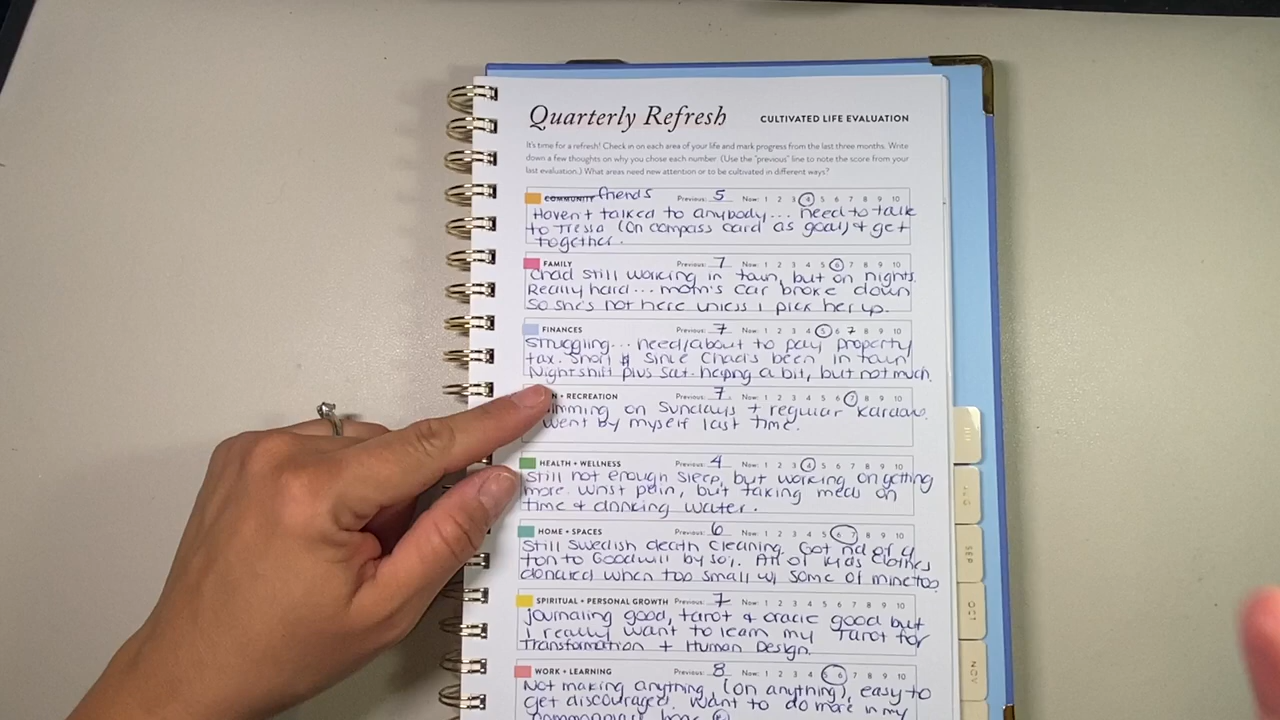 Quarterly Refresh CULTIVATED LIFE EVALUATION
It's time for a refresh! Check in on each area of your life and mark progress from the last three months. Write
down a few thoughts on why you chose each number. (Use the "previous" line to note the score from your
last evaluation.) What areas need new attention or to be cultivated in different ways?
COMMUNITY friends Previous: 5 Now: 1 2 3 4 5 6 7 8 9 10
Haven't talked to anybody... need to talk
to Tressa (on compass card as goal) & get
together.
FAMILY Previous: 7 Now: 1 2 3 4 5 6 7 8 9 10
Chad still working in town, but on nights.
Really hard... mom's car broke down
so she's not here unless I pick her up.
FINANCES Previous: 7 Now: 1 2 3 4 5 6 7 8 9 10
Struggling... need/about to pay property
tax. Short $ since Chad's been in town
Nightshift plus Sat. helping a bit, but not much.
N + RECREATION Previous: 7 Now: 1 2 3 4 5 6 7 8 9 10
imming on Sundays + regular
went by myself last time.
HEALTH + WELLNESS Previous: 4 Now: 1 2 3 4 5 6 7 8 9 10
Still not enough sleep, but working on getting
more. Wrist pain, but taking meds on
time & drinking water.
HOME + SPACES Previous: 6 Now: 1 2 3 4 5 6 7 8 9 10
Still Swedish death cleaning. Got rid of a
ton to Goodwill by so far. All of kids clothes
donated when too small w/ some of mine too.
SPIRITUAL + PERSONAL GROWTH Previous: 7 Now: 1 2 3 4 5 6 7 8 9 10
Journaling good, tarot & oracle good but
I really want to learn my Tarot for
Transformation + Human Design.
WORK + LEARNING Previous: 8 Now: 1 2 3 4 5 6 7 8 9 10
Not making anything, (on anything), easy to
get discouraged. Want to do more in my
JUL
AUG
SEP
OCT
NOV